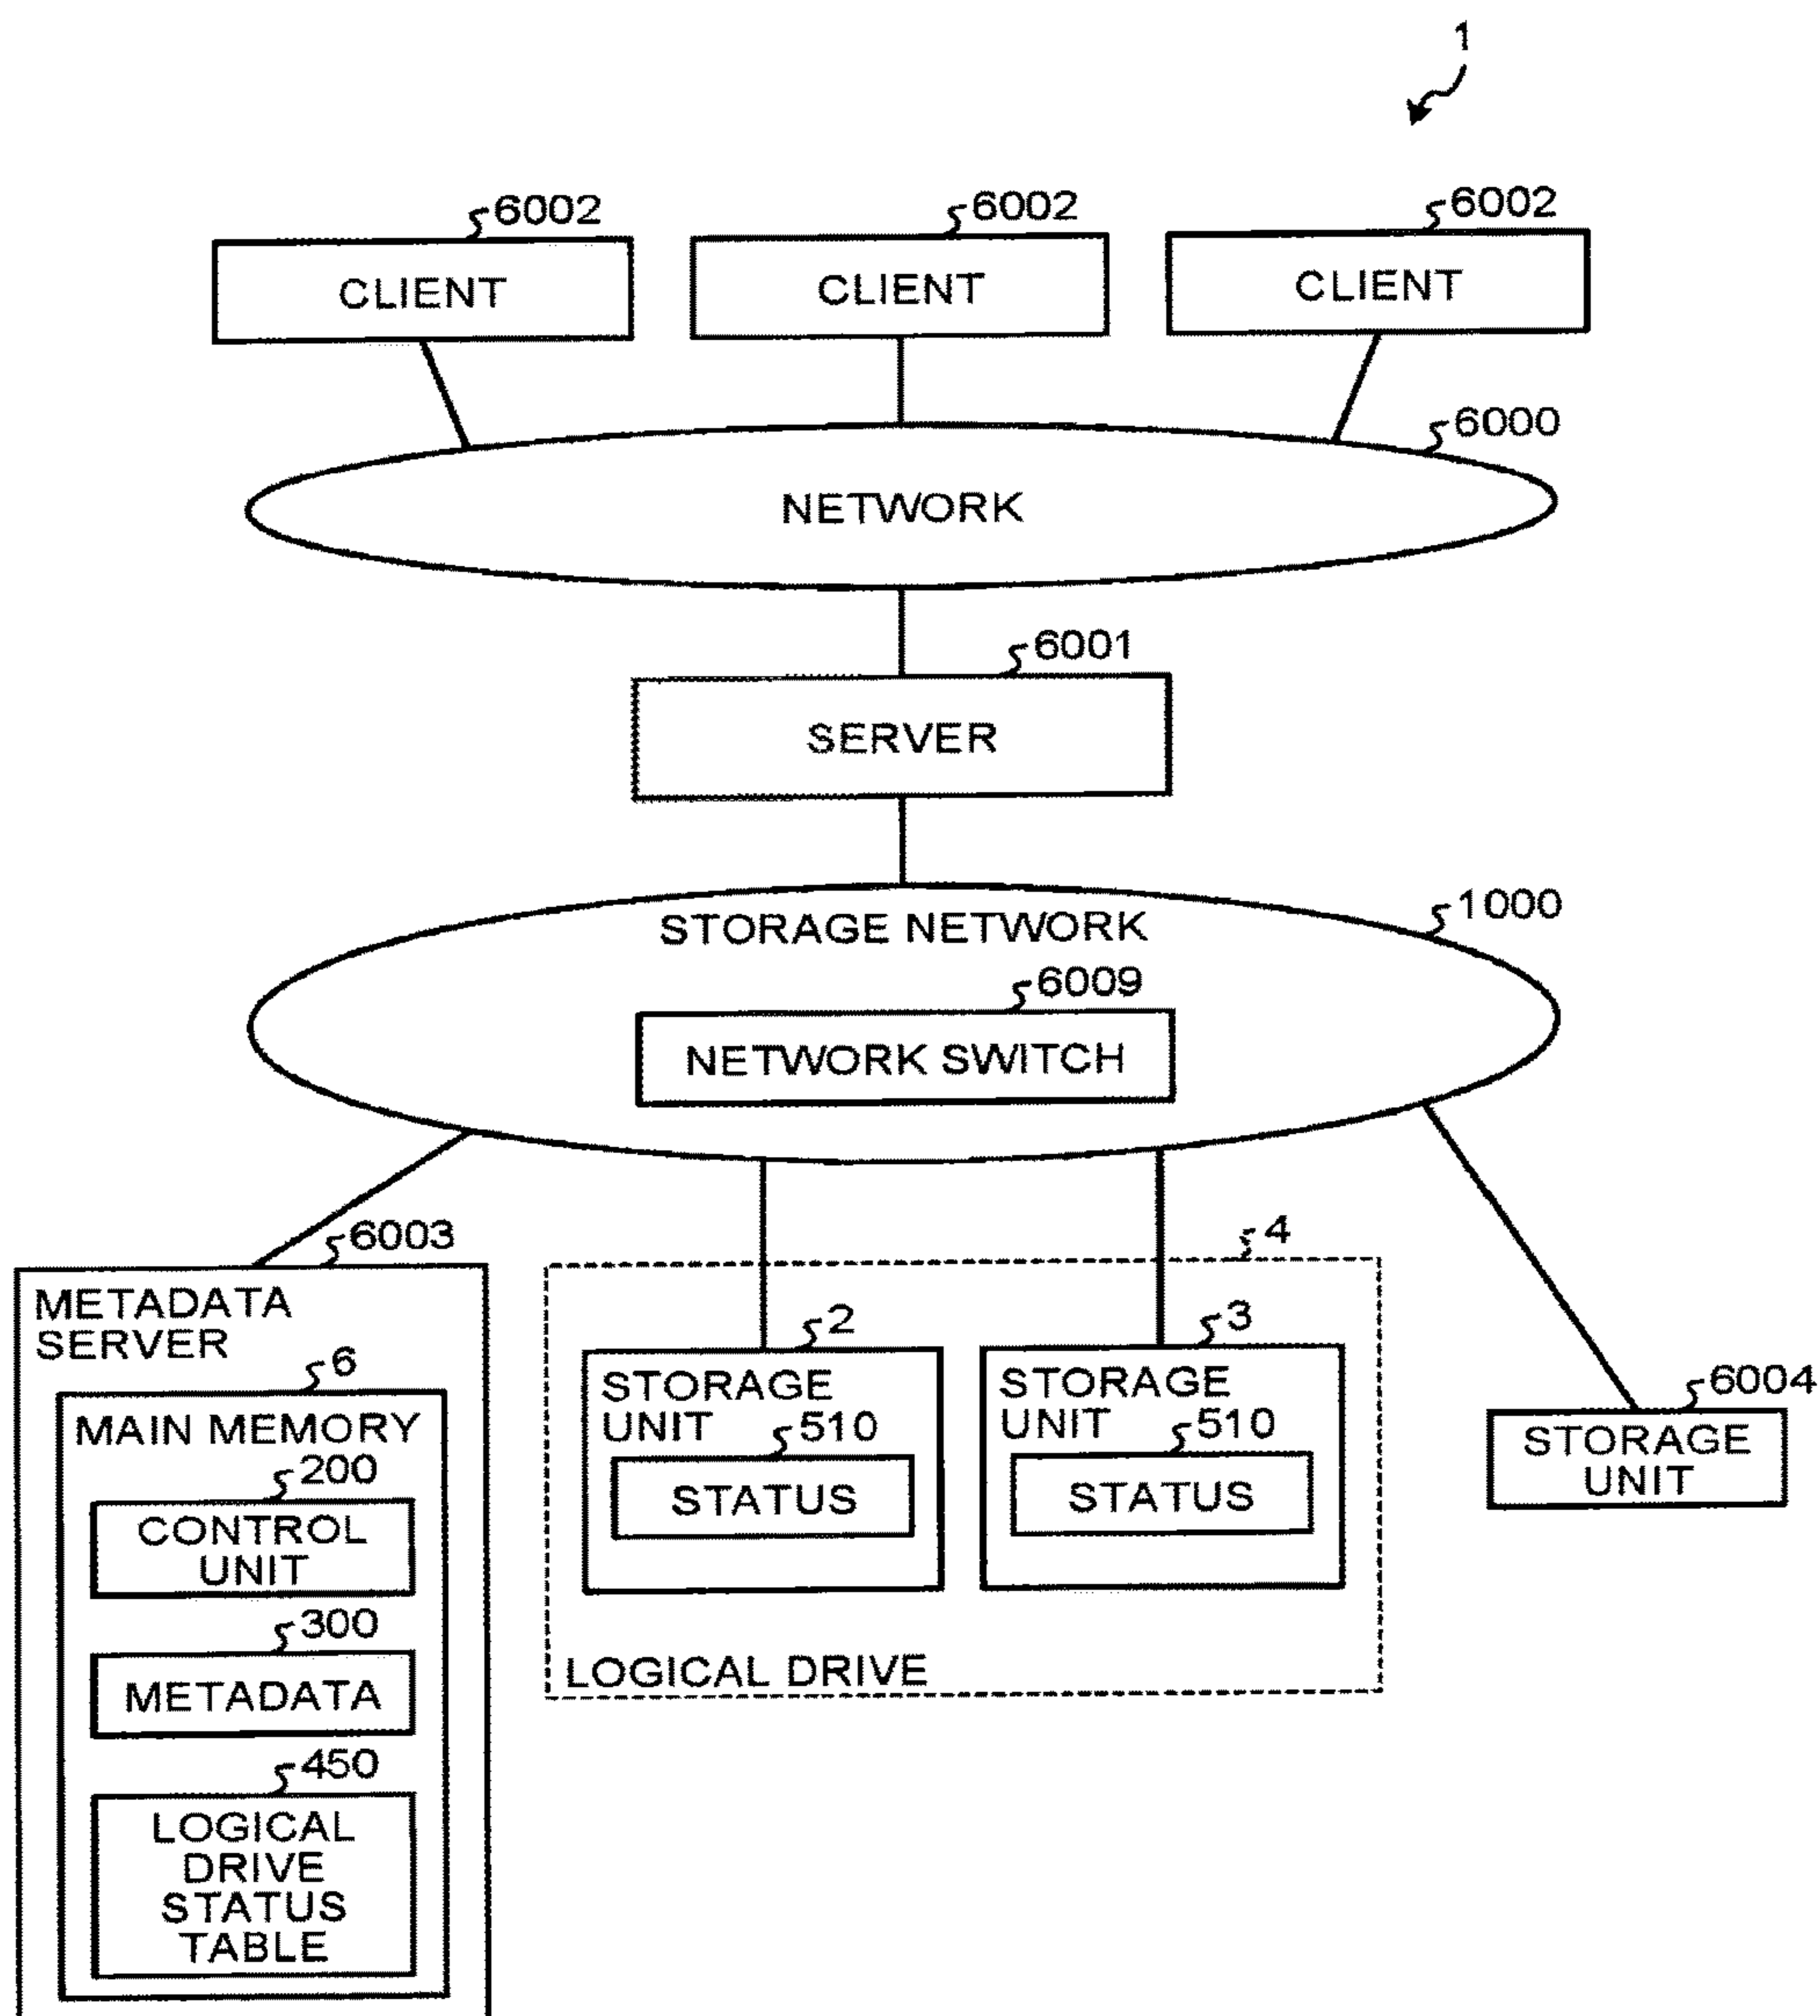 1
6002
6002
6002
CLIENT
CLIENT
CLIENT
6000
NETWORK
6001
SERVER
1000
STORAGE NETWORK
6009
NETWORK SWITCH
6003
METADATA
SERVER
6
MAIN MEMORY
200
CONTROL
UNIT
300
METADATA
450
LOGICAL
DRIVE
STATUS
TABLE
4
2
STORAGE
UNIT
510
STATUS
3
STORAGE
UNIT
510
STATUS
LOGICAL DRIVE
6004
STORAGE
UNIT